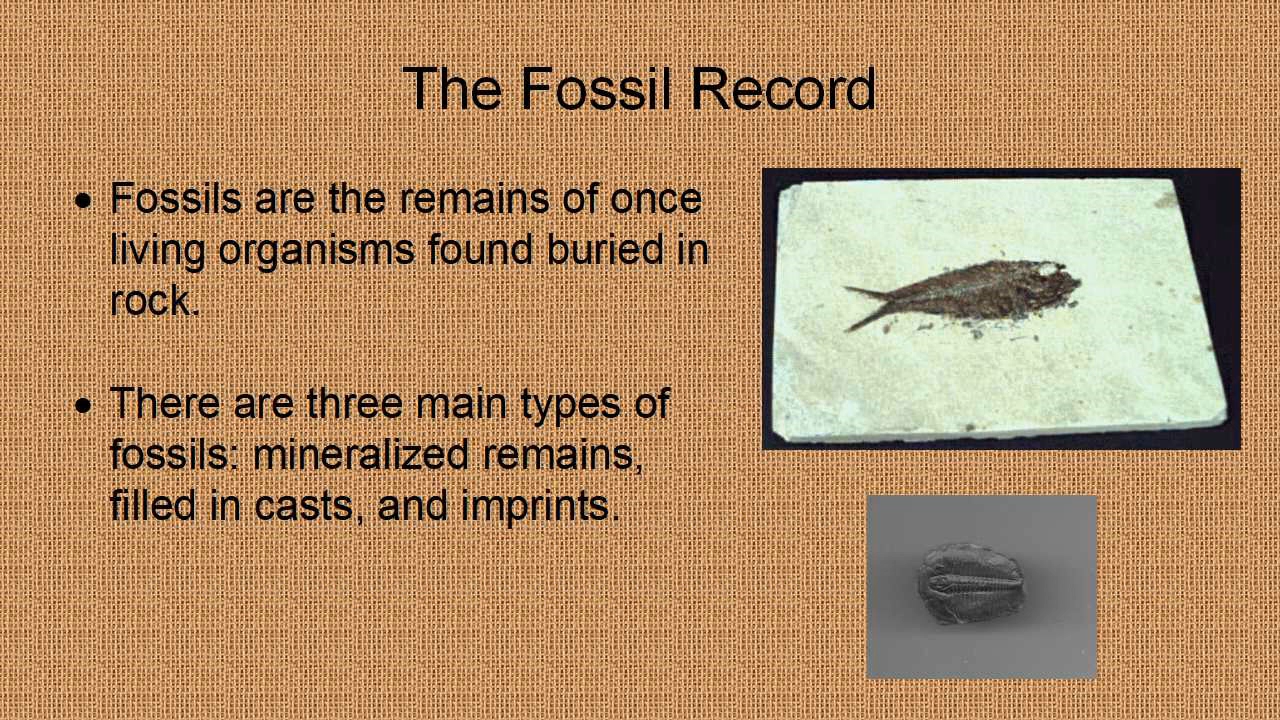 The Fossil Record
• Fossils are the remains of once
living organisms found buried in
rock.
• There are three main types of
fossils: mineralized remains,
filled in casts, and imprints.